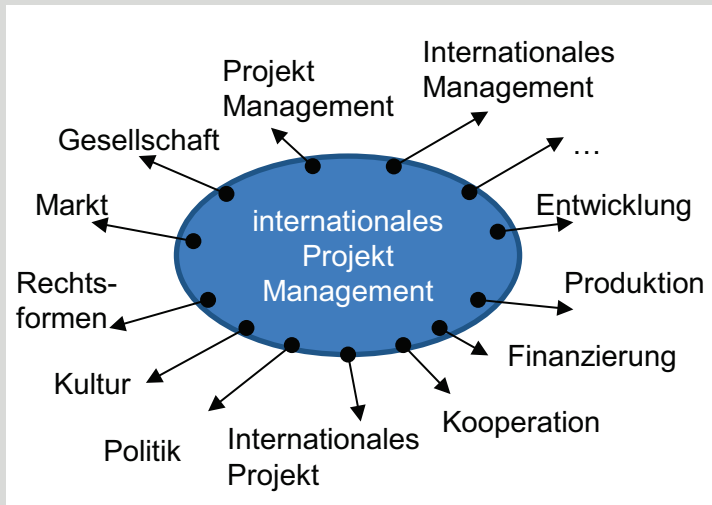 Internationales
Management
Projekt
Management
Gesellschaft
…
Markt
Entwicklung
internationales
Projekt
Management
Rechts-
formen
Produktion
Finanzierung
Kultur
Kooperation
Politik
Internationales
Projekt